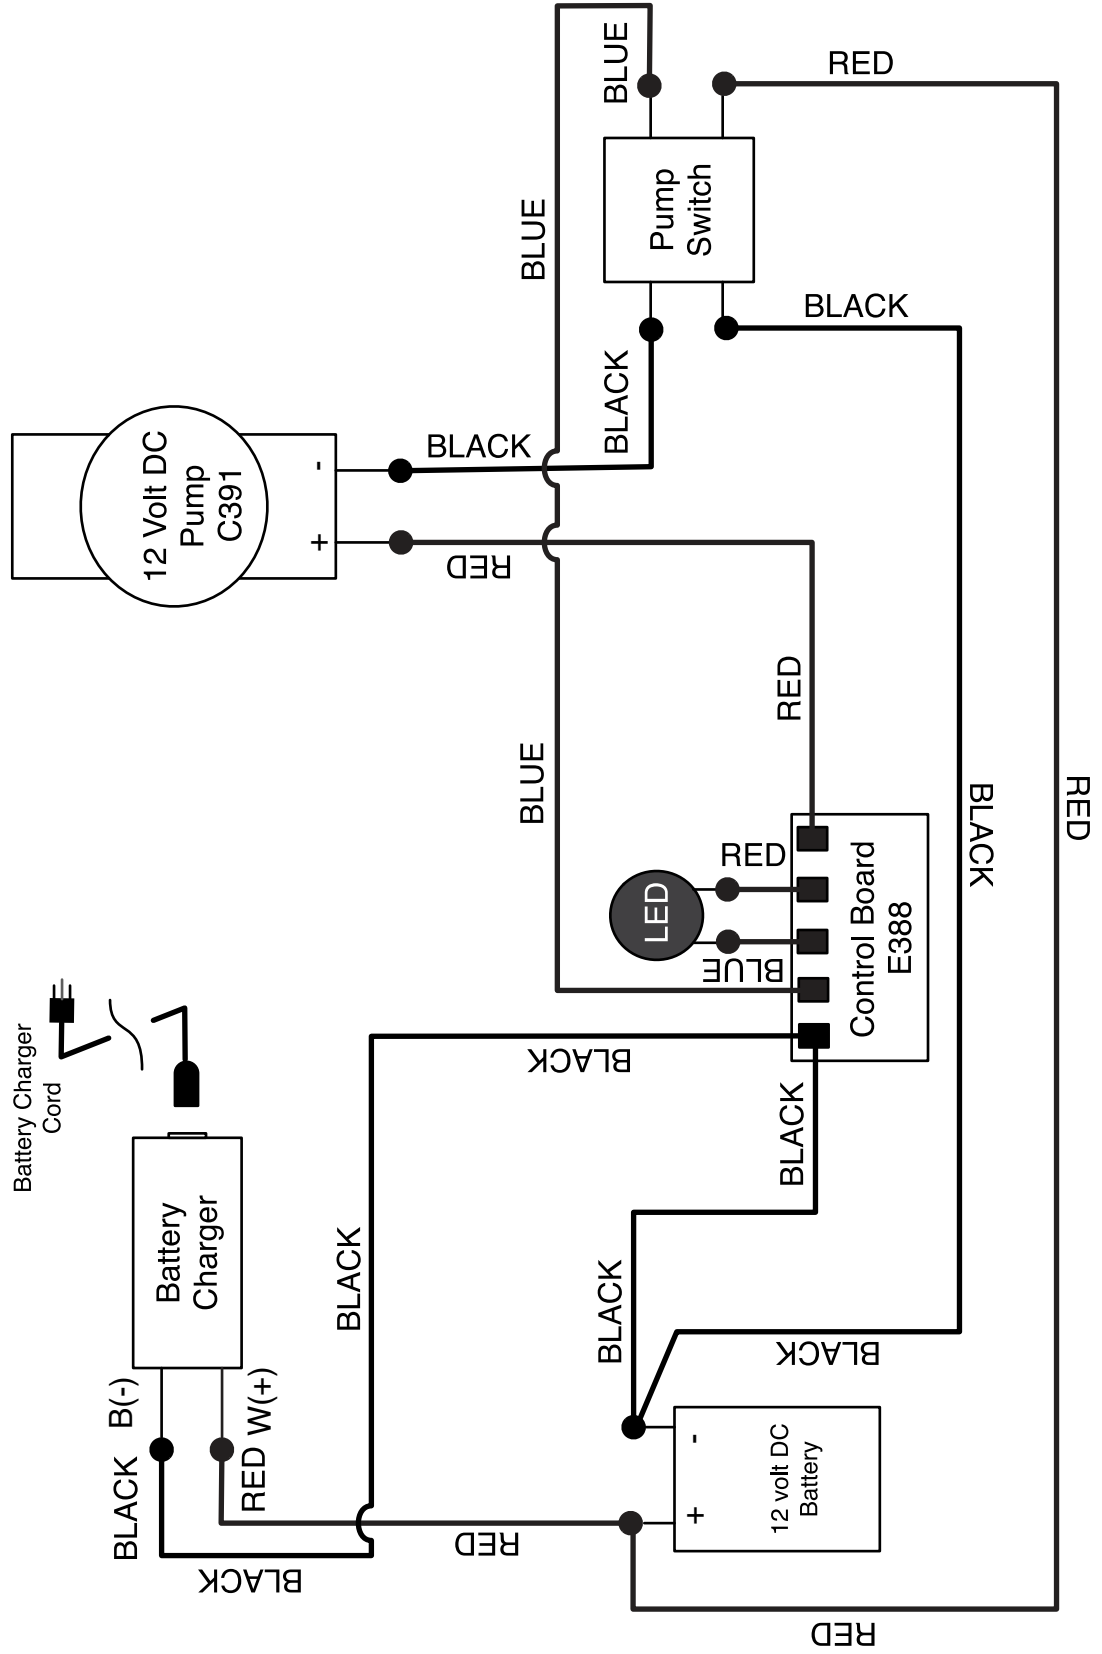 BLUE
RED
BLUE
Pump
Switch
BLACK
BLACK
BLACK
12 Volt DC
Pump
C391
-
+
RED
RED
BLUE
BLACK
RED
RED
LED
BLUE
Control Board
E388
Battery Charger
Cord
BLACK
BLACK
Battery
Charger
BLACK
BLACK
BLACK
B(-)
W(+)
BLACK
RED
-
+
12 volt DC
Battery
RED
BLACK
RED